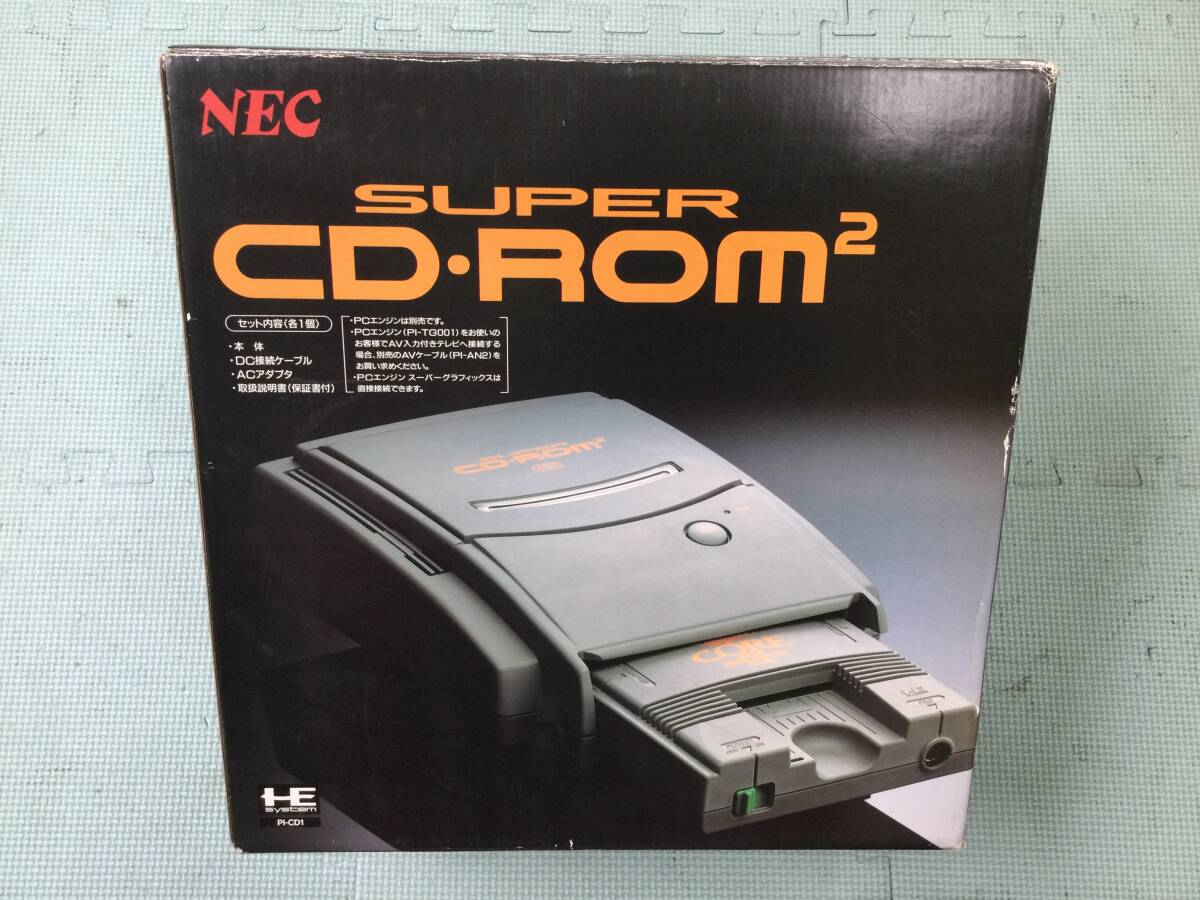 NEC
SUPER
CD・ROM²
セット内容〈各1個〉
・本 体
・DC接続ケーブル
・ACアダプタ
・取扱説明書(保証書付)
・PCエンジンは別売です。
・PCエンジン(PI-TG001)をお使いの
お客様でAV入力付きテレビへ接続する
場合、別売のAVケーブル(PI-AN2)を
お買い求めください。
・PCエンジン スーパーグラフィックスは
直接接続できます。
CD・ROM²
CORE
HE
system
PI-CD1